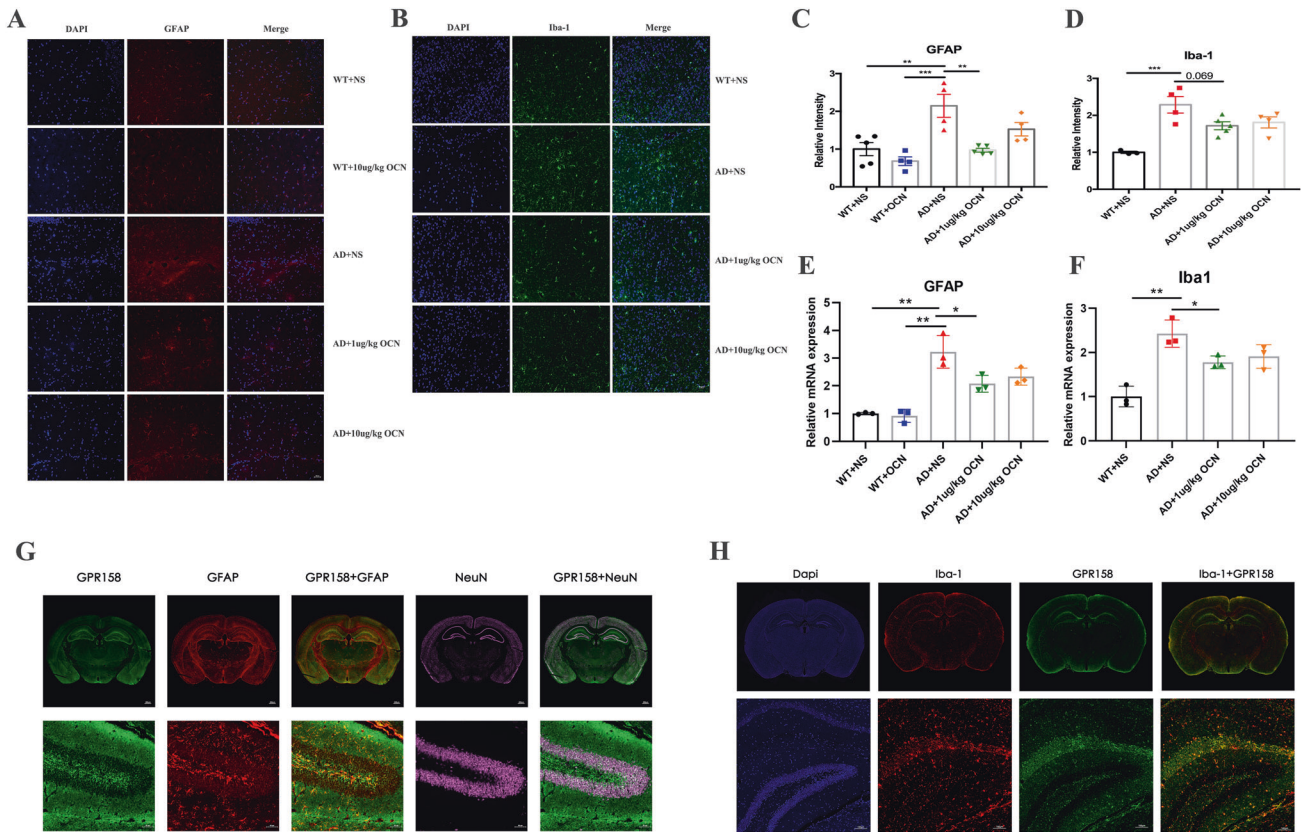 A
DAPI GFAP Merge
WT+NS
WT+10ug/kg OCN
AD+NS
AD+1ug/kg OCN
AD+10ug/kg OCN
B
DAPI Iba-1 Merge
WT+NS
AD+NS
AD+1ug/kg OCN
AD+10ug/kg OCN
C
GFAP
Relative Intensity
** *** **
0 1 2 3
WT+NS WT+OCN AD+NS AD+1ug/kg OCN AD+10ug/kg OCN
D
Iba-1
Relative Intensity
*** 0.069
0 1 2 3
WT+NS AD+NS AD+1ug/kg OCN AD+10ug/kg OCN
E
GFAP
Relative mRNA expression
** ** *
0 1 2 3 4 5
WT+NS WT+OCN AD+NS AD+1ug/kg OCN AD+10ug/kg OCN
F
Iba1
Relative mRNA expression
** *
0 1 2 3
WT+NS AD+NS AD+1ug/kg OCN AD+10ug/kg OCN
G
GPR158 GFAP GPR158+GFAP NeuN GPR158+NeuN
H
Dapi Iba-1 GPR158 Iba-1+GPR158